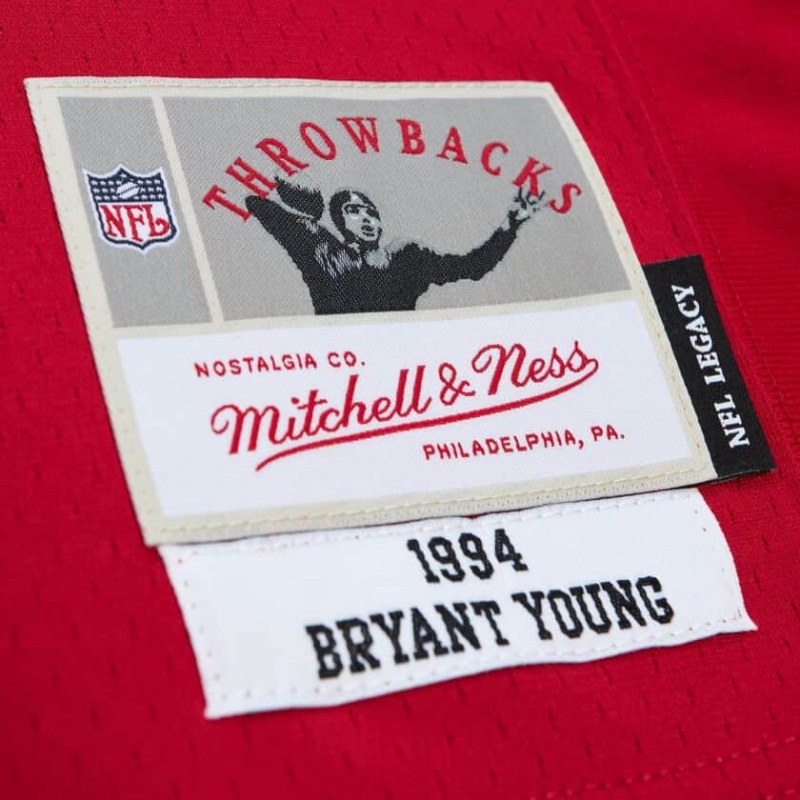 THROWBACKS
NFL
NOSTALGIA CO.
Mitchell & Ness
PHILADELPHIA, PA.
NFL LEGACY
1994
BRYANT YOUNG